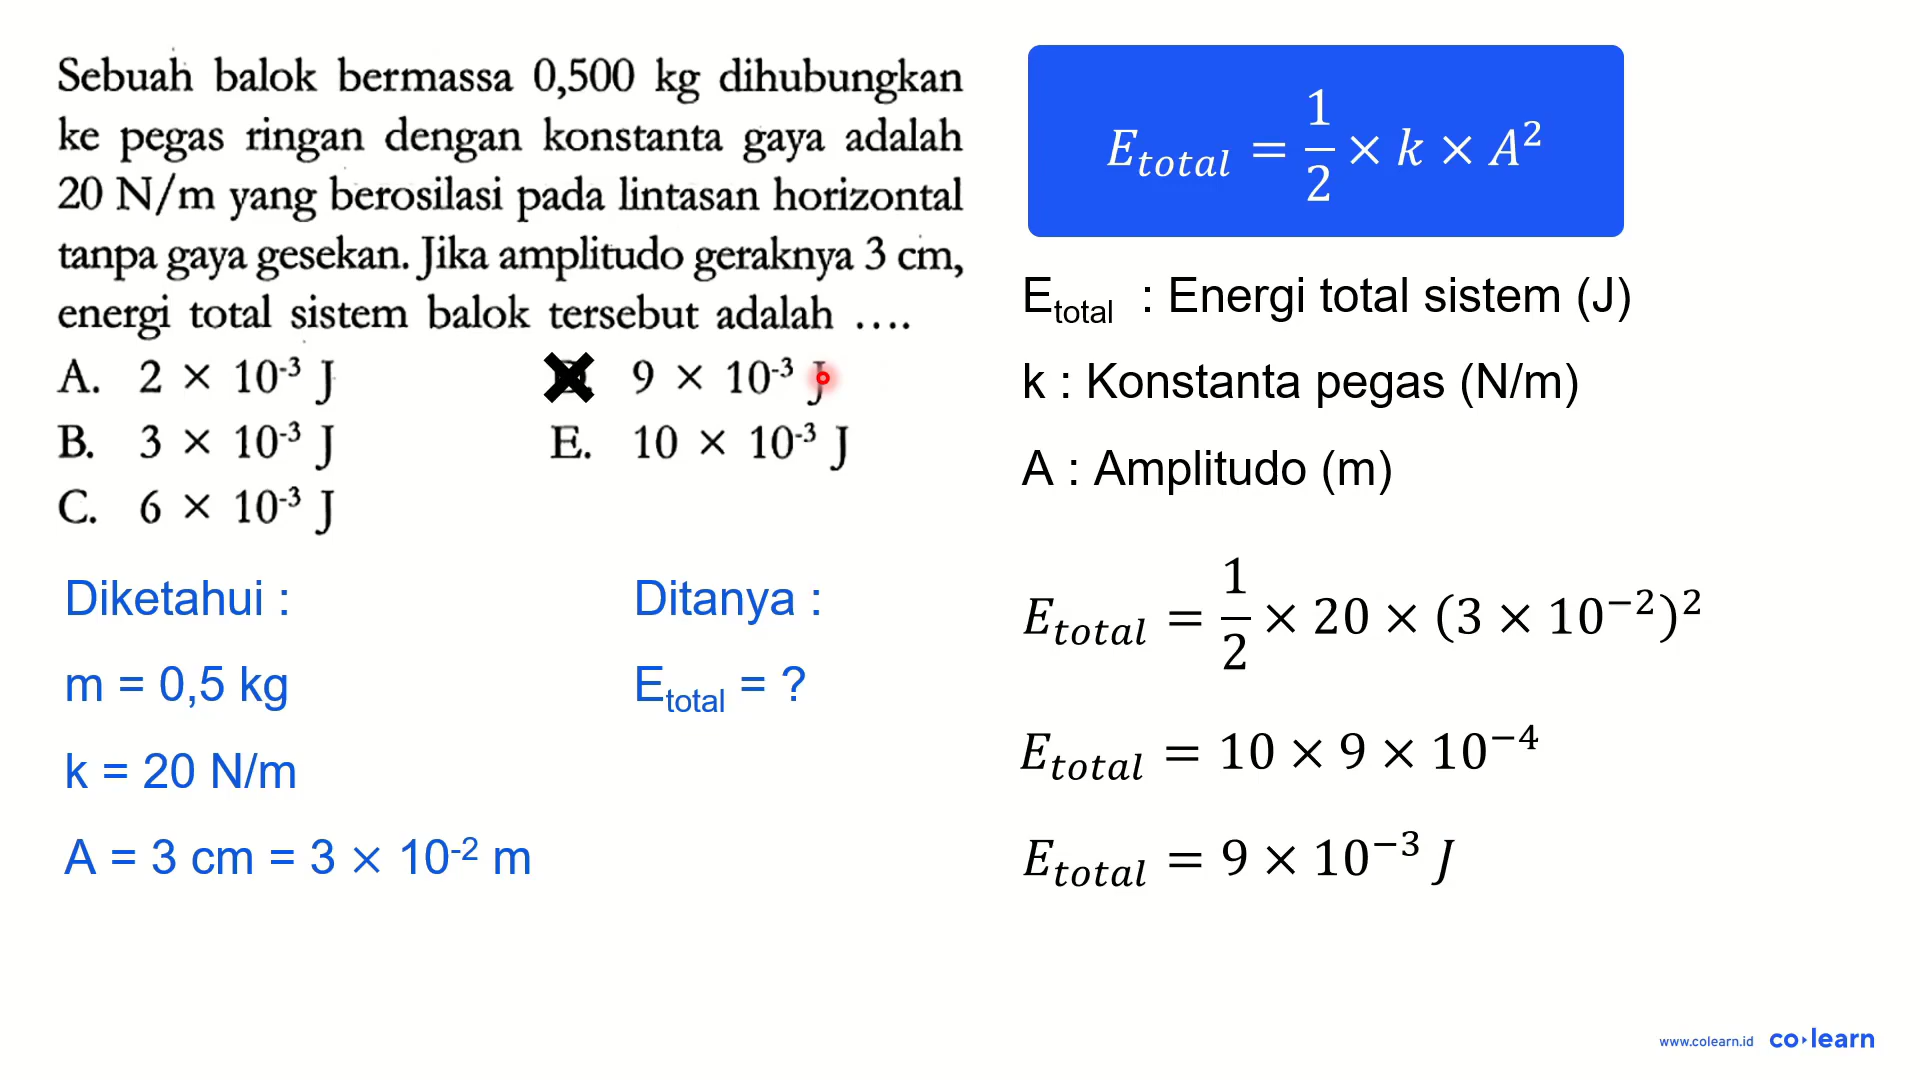 Sebuah balok bermassa 0,500 kg dihubungkan
ke pegas ringan dengan konstanta gaya adalah
20 N/m yang berosilasi pada lintasan horizontal
tanpa gaya gesekan. Jika amplitudo geraknya 3 cm,
energi total sistem balok tersebut adalah ....
A. 2 × 10⁻³ J
B. 3 × 10⁻³ J
C. 6 × 10⁻³ J
9 × 10⁻³ J
E. 10 × 10⁻³ J
Diketahui :
m = 0,5 kg
k = 20 N/m
A = 3 cm = 3 × 10⁻² m
Ditanya :
E_total = ?
E_total = 1/2 × k × A²
E_total : Energi total sistem (J)
k : Konstanta pegas (N/m)
A : Amplitudo (m)
E_total = 1/2 × 20 × (3 × 10⁻²)²
E_total = 10 × 9 × 10⁻⁴
E_total = 9 × 10⁻³ J
www.colearn.id co·learn